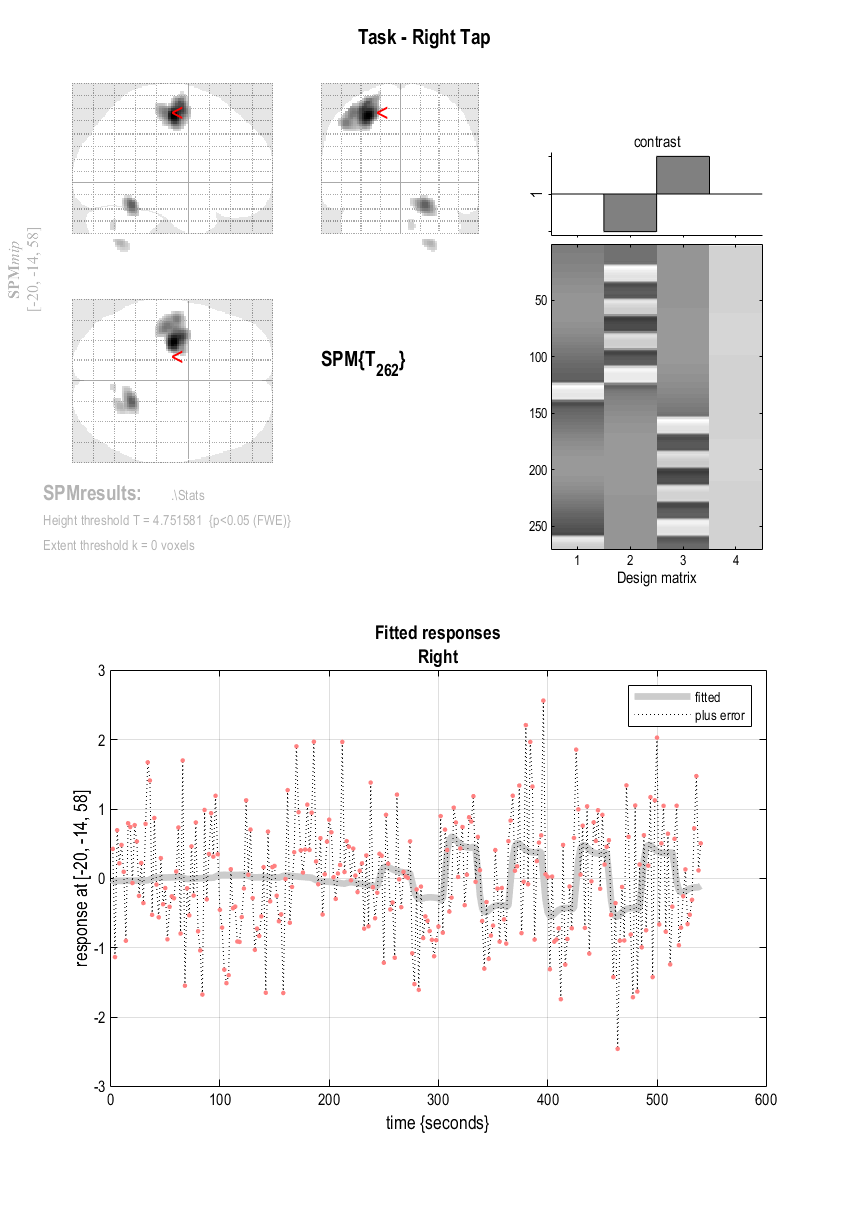 Task - Right Tap
SPMmip
[-20, -14, 58]
<
<
<
SPM{T262}
SPMresults: .\Stats
Height threshold T = 4.751581 {p<0.05 (FWE)}
Extent threshold k = 0 voxels
contrast
1
50
100
150
200
250
1 2 3 4
Design matrix
Fitted responses
Right
fitted
plus error
response at [-20, -14, 58]
3
2
1
0
-1
-2
-3
0 100 200 300 400 500 600
time {seconds}